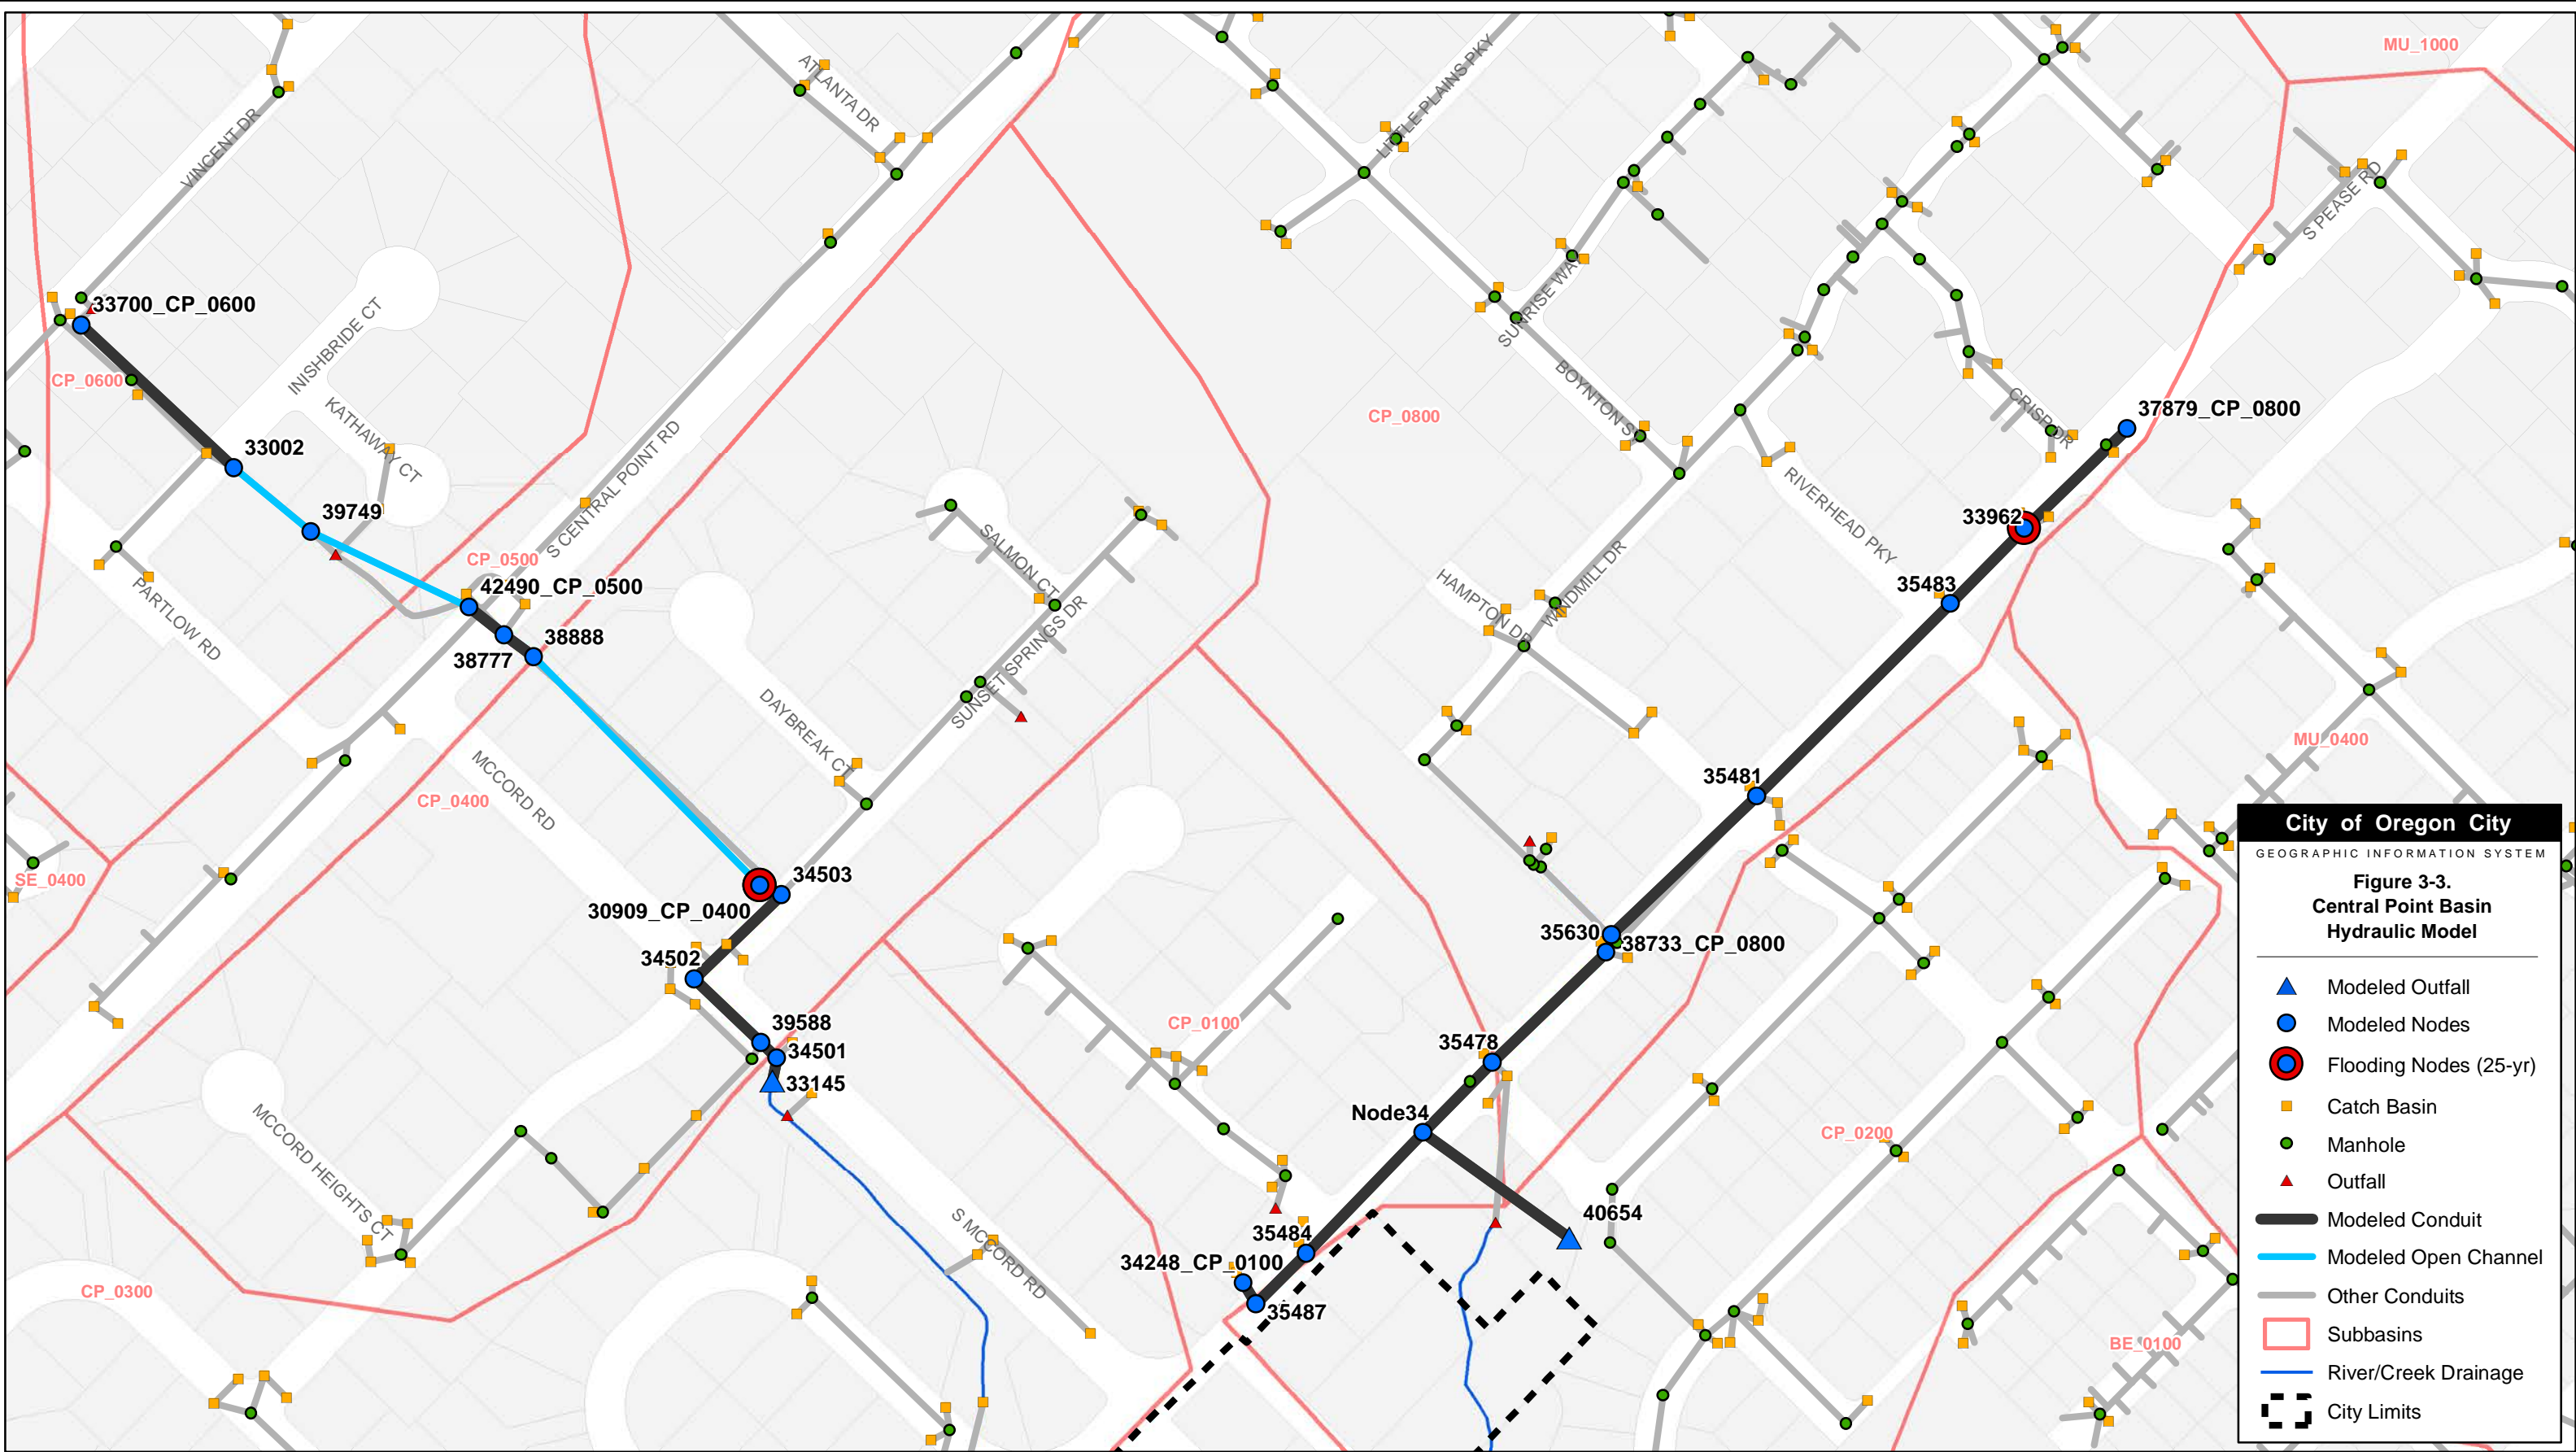 MU_1000
ATLANTA DR
LITTLE PLAINS PKY
VINCENT DR
S PEASE RD
33700_CP_0600
SUNRISE WAY
INISHBRIDE CT
CP_0600
BOYNTON S
CP_0800
CRISP DR
37879_CP_0800
KATHAWAY CT
33002
S CENTRAL POINT RD
RIVERHEAD PKY
39749
33962
SALMON CT
CP_0500
42490_CP_0500
35483
HAMPTON DR
WINDMILL DR
PARTLOW RD
38888
38777
SUNSET SPRINGS DR
DAYBREAK CT
MU_0400
35481
MCCORD RD
CP_0400
SE_0400
34503
30909_CP_0400
35630
38733_CP_0800
34502
39588
CP_0100
34501
35478
33145
Node34
CP_0200
MCCORD HEIGHTS CT
40654
S MCCORD RD
35484
34248_CP_0100
35487
CP_0300
BE_0100
City of Oregon City
GEOGRAPHIC INFORMATION SYSTEM
Figure 3-3.
Central Point Basin
Hydraulic Model
Modeled Outfall
Modeled Nodes
Flooding Nodes (25-yr)
Catch Basin
Manhole
Outfall
Modeled Conduit
Modeled Open Channel
Other Conduits
Subbasins
River/Creek Drainage
City Limits